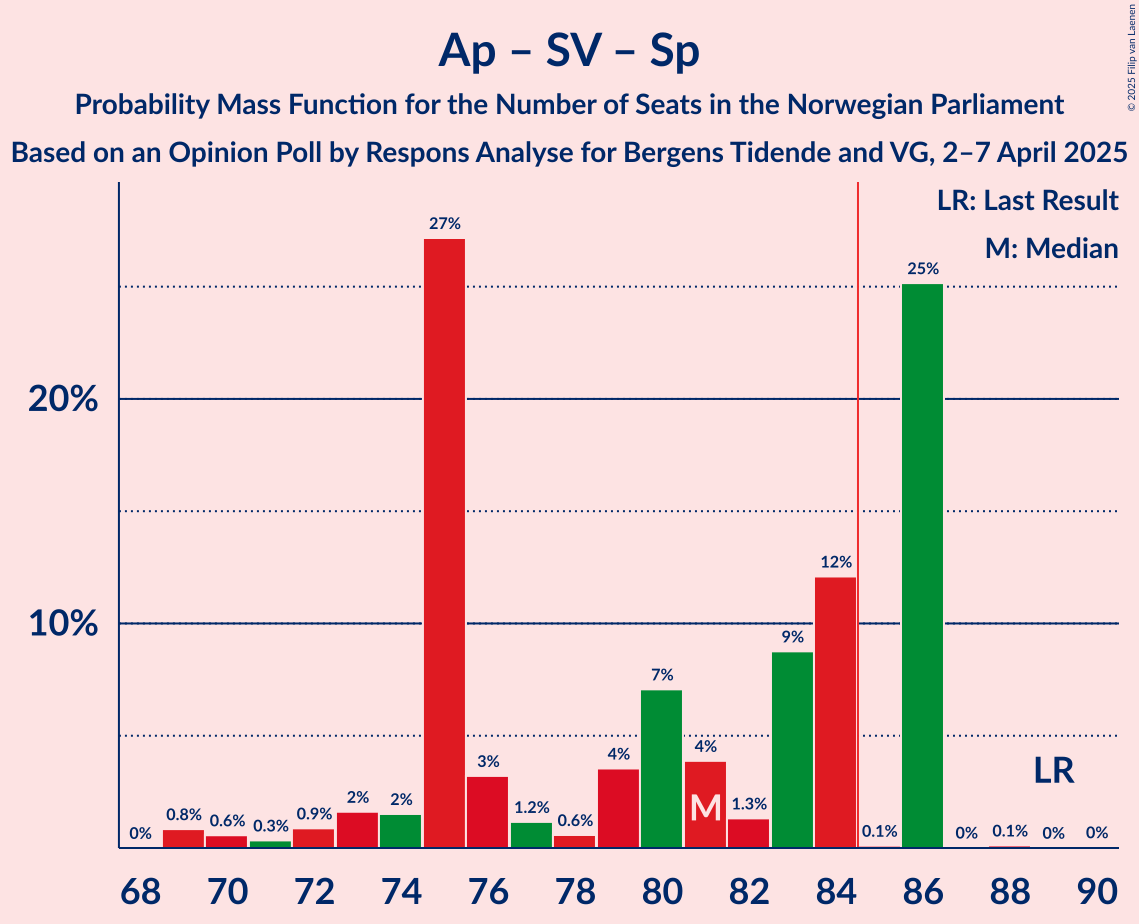 Ap – SV – Sp
Probability Mass Function for the Number of Seats in the Norwegian Parliament
Based on an Opinion Poll by Respons Analyse for Bergens Tidende and VG, 2–7 April 2025
© 2025 Filip van Laenen
LR: Last Result
M: Median
20%
10%
0% 0.8% 0.6% 0.3% 0.9% 2% 2% 27% 3% 1.2% 0.6% 4% 7% 4% 1.3% 9% 12% 0.1% 25% 0% 0.1% 0% 0%
M
LR
68 70 72 74 76 78 80 82 84 86 88 90